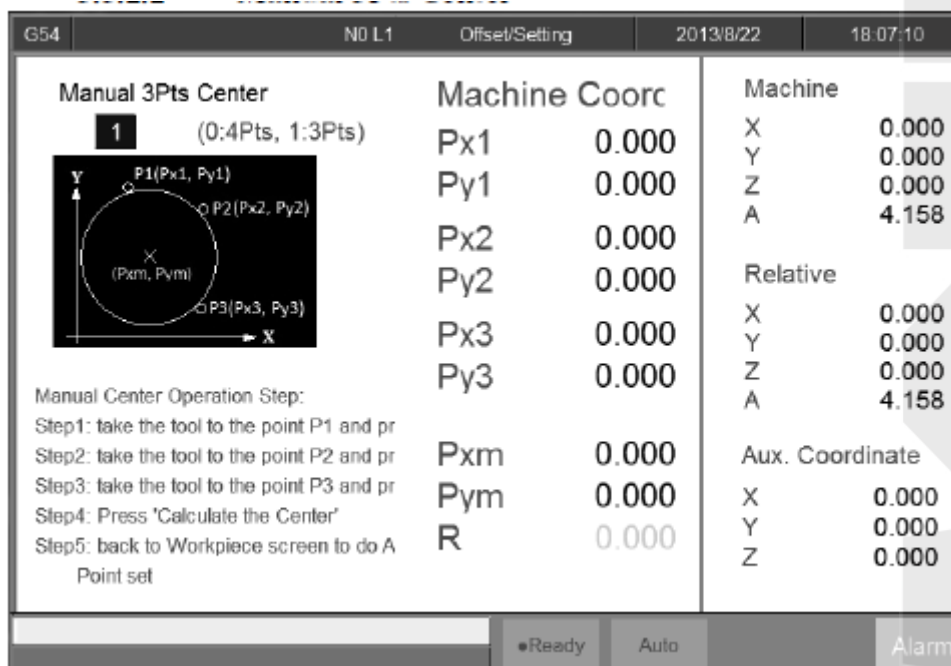 G54 N0 L1 Offset/Setting 2013/8/22 18:07:10
Manual 3Pts Center
1 (0:4Pts, 1:3Pts)
Y
P1(Px1, Py1)
P2(Px2, Py2)
(Pxm, Pym)
P3(Px3, Py3)
X
Manual Center Operation Step:
Step1: take the tool to the point P1 and pr
Step2: take the tool to the point P2 and pr
Step3: take the tool to the point P3 and pr
Step4: Press 'Calculate the Center'
Step5: back to Workpiece screen to do A
Point set
Machine Coorc
Px1 0.000
Py1 0.000
Px2 0.000
Py2 0.000
Px3 0.000
Py3 0.000
Pxm 0.000
Pym 0.000
R 0.000
Machine
X 0.000
Y 0.000
Z 0.000
A 4.158
Relative
X 0.000
Y 0.000
Z 0.000
A 4.158
Aux. Coordinate
X 0.000
Y 0.000
Z 0.000
●Ready Auto Alarm